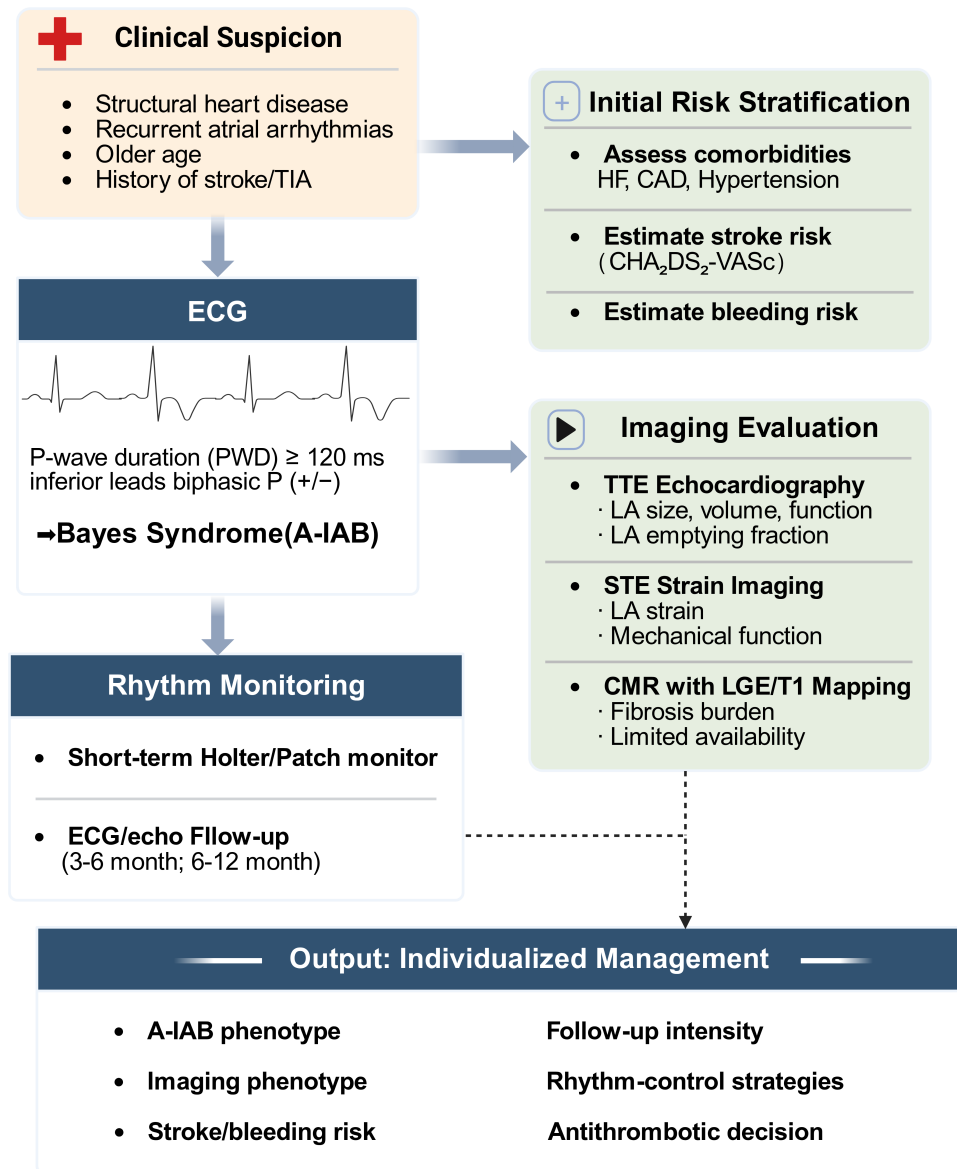 Clinical Suspicion
• Structural heart disease
• Recurrent atrial arrhythmias
• Older age
• History of stroke/TIA
Initial Risk Stratification
• Assess comorbidities
HF, CAD, Hypertension
• Estimate stroke risk
(CHA₂DS₂-VASc)
• Estimate bleeding risk
ECG
P-wave duration (PWD) ≥ 120 ms
inferior leads biphasic P (+/−)
➞Bayes Syndrome(A-IAB)
Imaging Evaluation
• TTE Echocardiography
· LA size, volume, function
· LA emptying fraction
• STE Strain Imaging
· LA strain
· Mechanical function
• CMR with LGE/T1 Mapping
· Fibrosis burden
· Limited availability
Rhythm Monitoring
• Short-term Holter/Patch monitor
• ECG/echo Fllow-up
(3-6 month; 6-12 month)
Output: Individualized Management
• A-IAB phenotype
• Imaging phenotype
• Stroke/bleeding risk
Follow-up intensity
Rhythm-control strategies
Antithrombotic decision